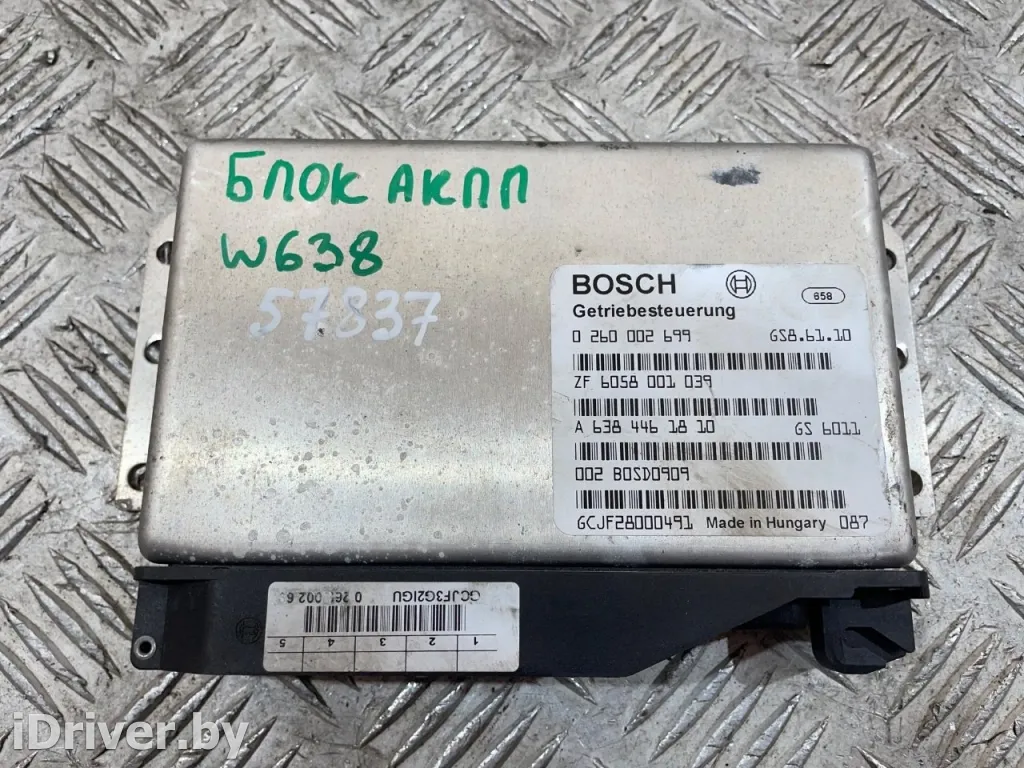 БЛОК АКПП
W638
57837
BOSCH
658
Getriebesteuerung
0 260 002 699 GS8.61.10
ZF 6058 001 039
A 638 446 18 10 GS 6011
002 BOSD0909
GCJF28000491 Made in Hungary 087
GCJF3G2IGU 0 26 002 6
1 2 3 4 5
iDriver.by